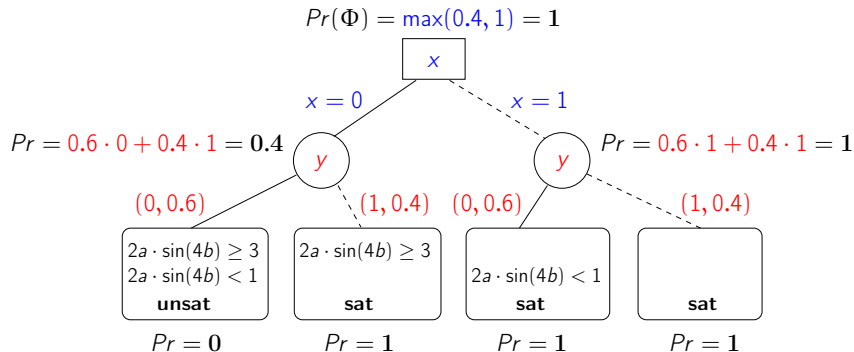 Pr(Φ) = max(0.4, 1) = 1
x
x = 0
x = 1
Pr = 0.6 · 0 + 0.4 · 1 = 0.4
y
y
Pr = 0.6 · 1 + 0.4 · 1 = 1
(0, 0.6)
(1, 0.4)
(0, 0.6)
(1, 0.4)
2a · sin(4b) ≥ 3
2a · sin(4b) < 1
unsat
2a · sin(4b) ≥ 3
sat
2a · sin(4b) < 1
sat
sat
Pr = 0
Pr = 1
Pr = 1
Pr = 1